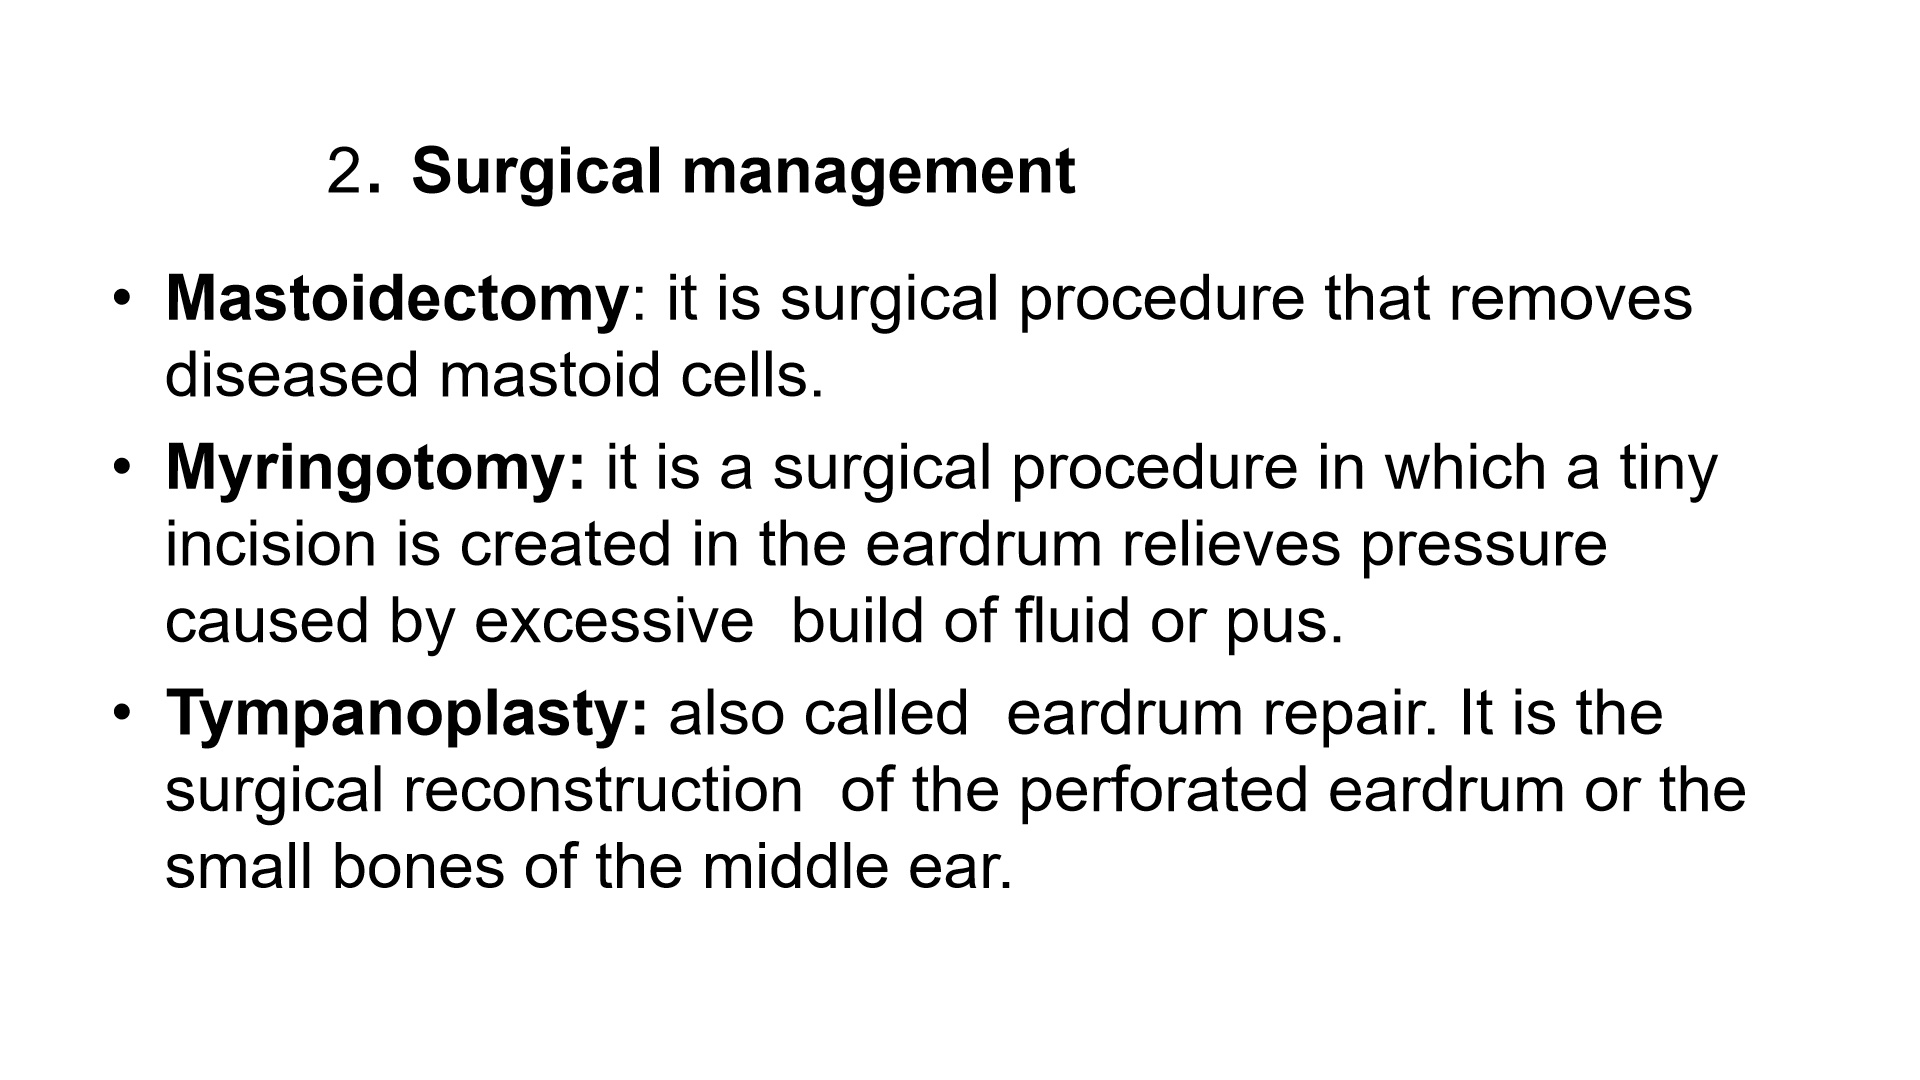 2. Surgical management
• Mastoidectomy: it is surgical procedure that removes
diseased mastoid cells.
• Myringotomy: it is a surgical procedure in which a tiny
incision is created in the eardrum relieves pressure
caused by excessive  build of fluid or pus.
• Tympanoplasty: also called  eardrum repair. It is the
surgical reconstruction  of the perforated eardrum or the
small bones of the middle ear.